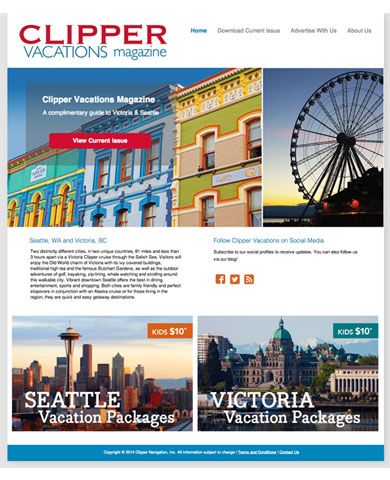 CLIPPER
VACATIONS magazine
Home Download Current Issue Advertise With Us About Us
Clipper Vacations Magazine
A complimentary guide to Victoria & Seattle
View Current Issue
Seattle, WA and Victoria, BC
Two distinctly different cities, in two unique countries, 81 miles and less than
3 hours apart via a Victoria Clipper cruise through the Salish Sea. Visitors will
enjoy the Old World charm of Victoria with its ivy covered buildings,
traditional high tea and the famous Butchart Gardens, as well as the outdoor
adventures of golf, kayaking, zip-lining, whale watching and strolling around
this walkable city. Vibrant downtown Seattle offers the best in dining,
entertainment, sports and shopping. Both cities are family friendly and perfect
stopovers in conjunction with an Alaska cruise or for those living in the
region, they are quick and easy getaway destinations.
Follow Clipper Vacations on Social Media
Subscribe to our social profiles to receive updates. You can also follow us
via our blog!
KIDS $10*
SEATTLE
Vacation Packages
KIDS $10*
VICTORIA
Vacation Packages
Copyright © 2014 Clipper Navigation, Inc. All information subject to change | Terms and Conditions | Contact Us